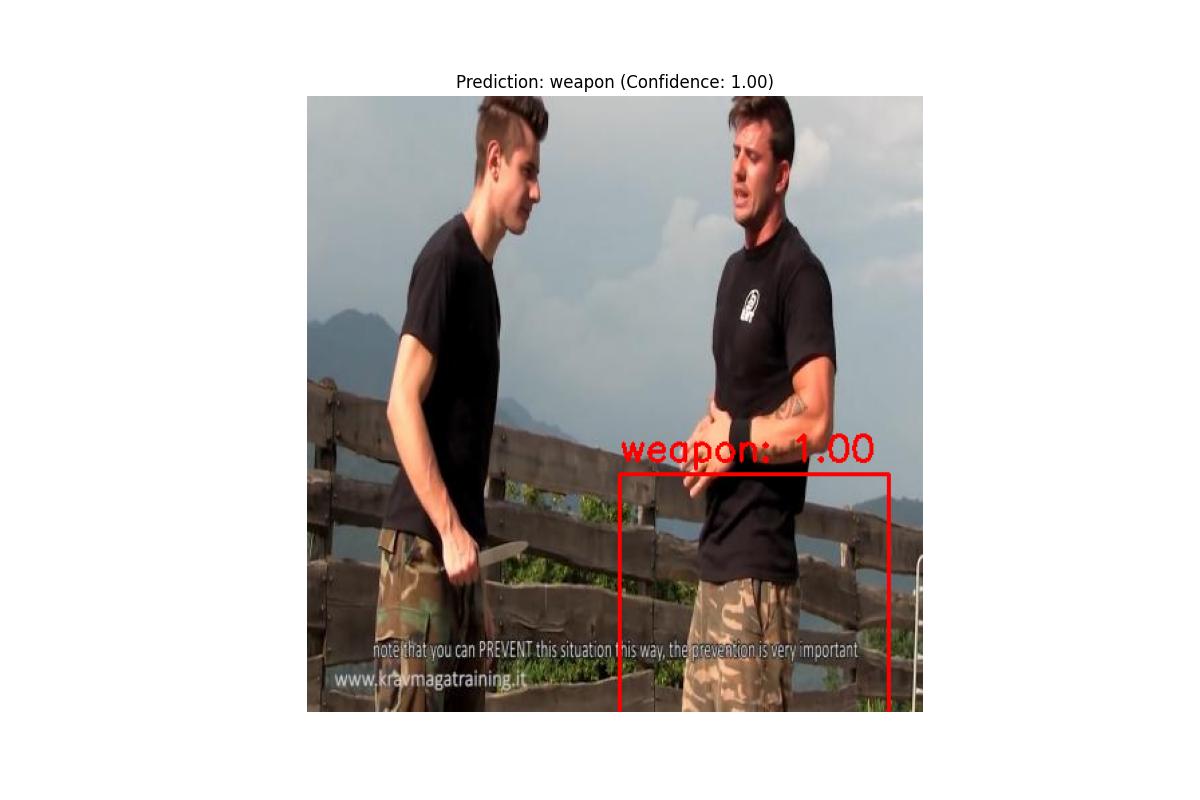 Prediction: weapon (Confidence: 1.00)
weapon: 1.00
note that you can PREVENT this situation this way, the prevention is very important
www.kravmagatraining.it